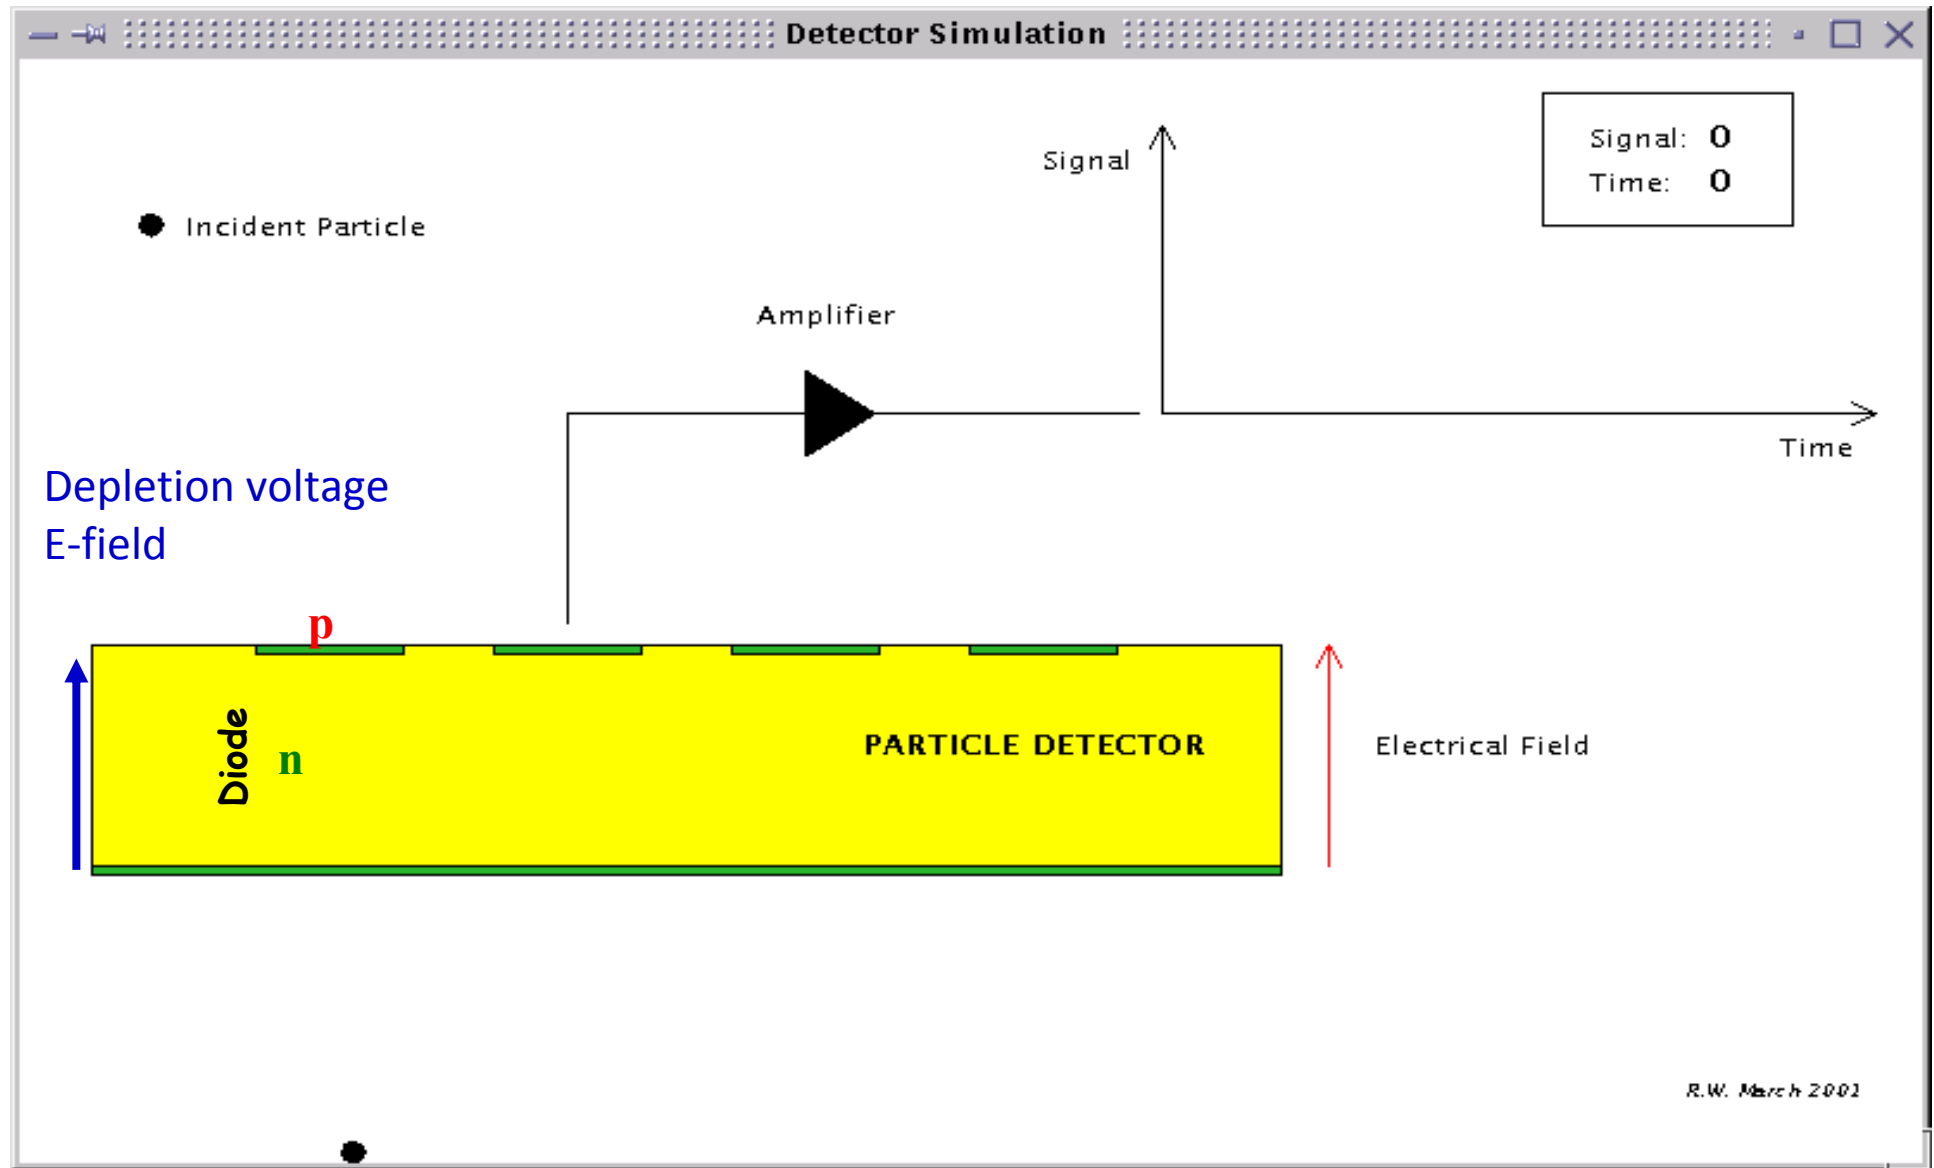 Detector Simulation
Signal
Signal: 0
Time: 0
Incident Particle
Amplifier
Time
Depletion voltage
E-field
p
Diode
n
PARTICLE DETECTOR
Electrical Field
R.W. March 2001